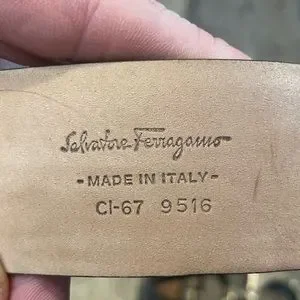 Salvatore Ferragamo
- MADE IN ITALY -
CI-67 9516